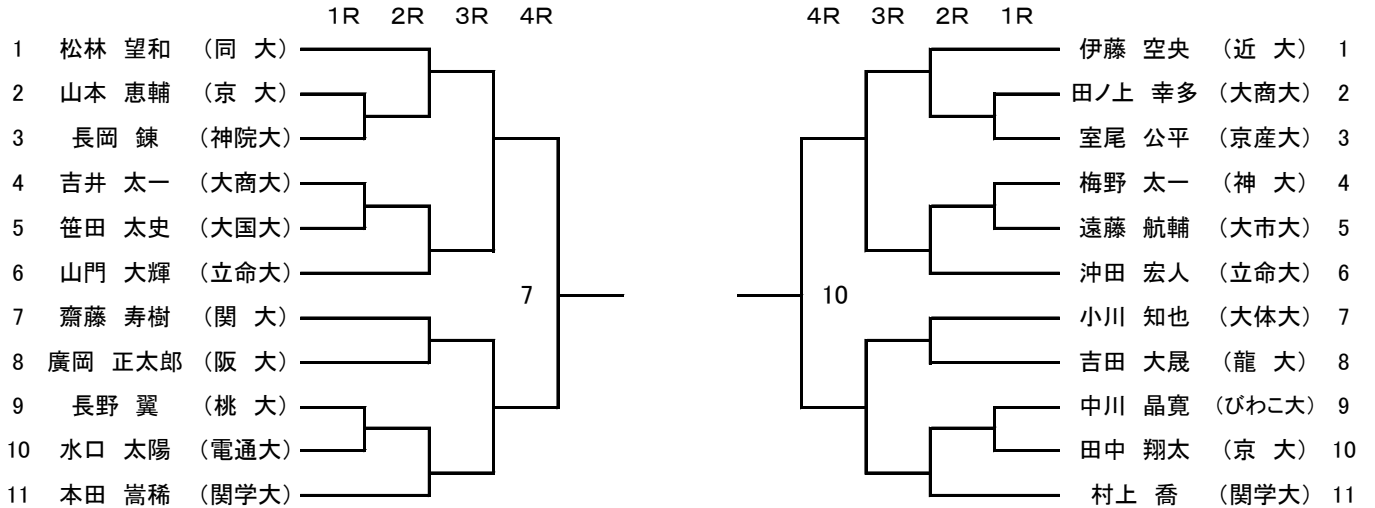 1R 2R 3R 4R 4R 3R 2R 1R
1 松林 望和 （同 大） 伊藤 空央 （近 大） 1
2 山本 恵輔 （京 大） 田ノ上 幸多 （大商大） 2
3 長岡 錬 （神院大） 室尾 公平 （京産大） 3
4 吉井 太一 （大商大） 梅野 太一 （神 大） 4
5 笹田 太史 （大国大） 遠藤 航輔 （大市大） 5
6 山門 大輝 （立命大） 沖田 宏人 （立命大） 6
7 10
7 齋藤 寿樹 （関 大） 小川 知也 （大体大） 7
8 廣岡 正太郎 （阪 大） 吉田 大晟 （龍 大） 8
9 長野 翼 （桃 大） 中川 晶寛 （びわこ大） 9
10 水口 太陽 （電通大） 田中 翔太 （京 大） 10
11 本田 嵩稀 （関学大） 村上 喬 （関学大） 11